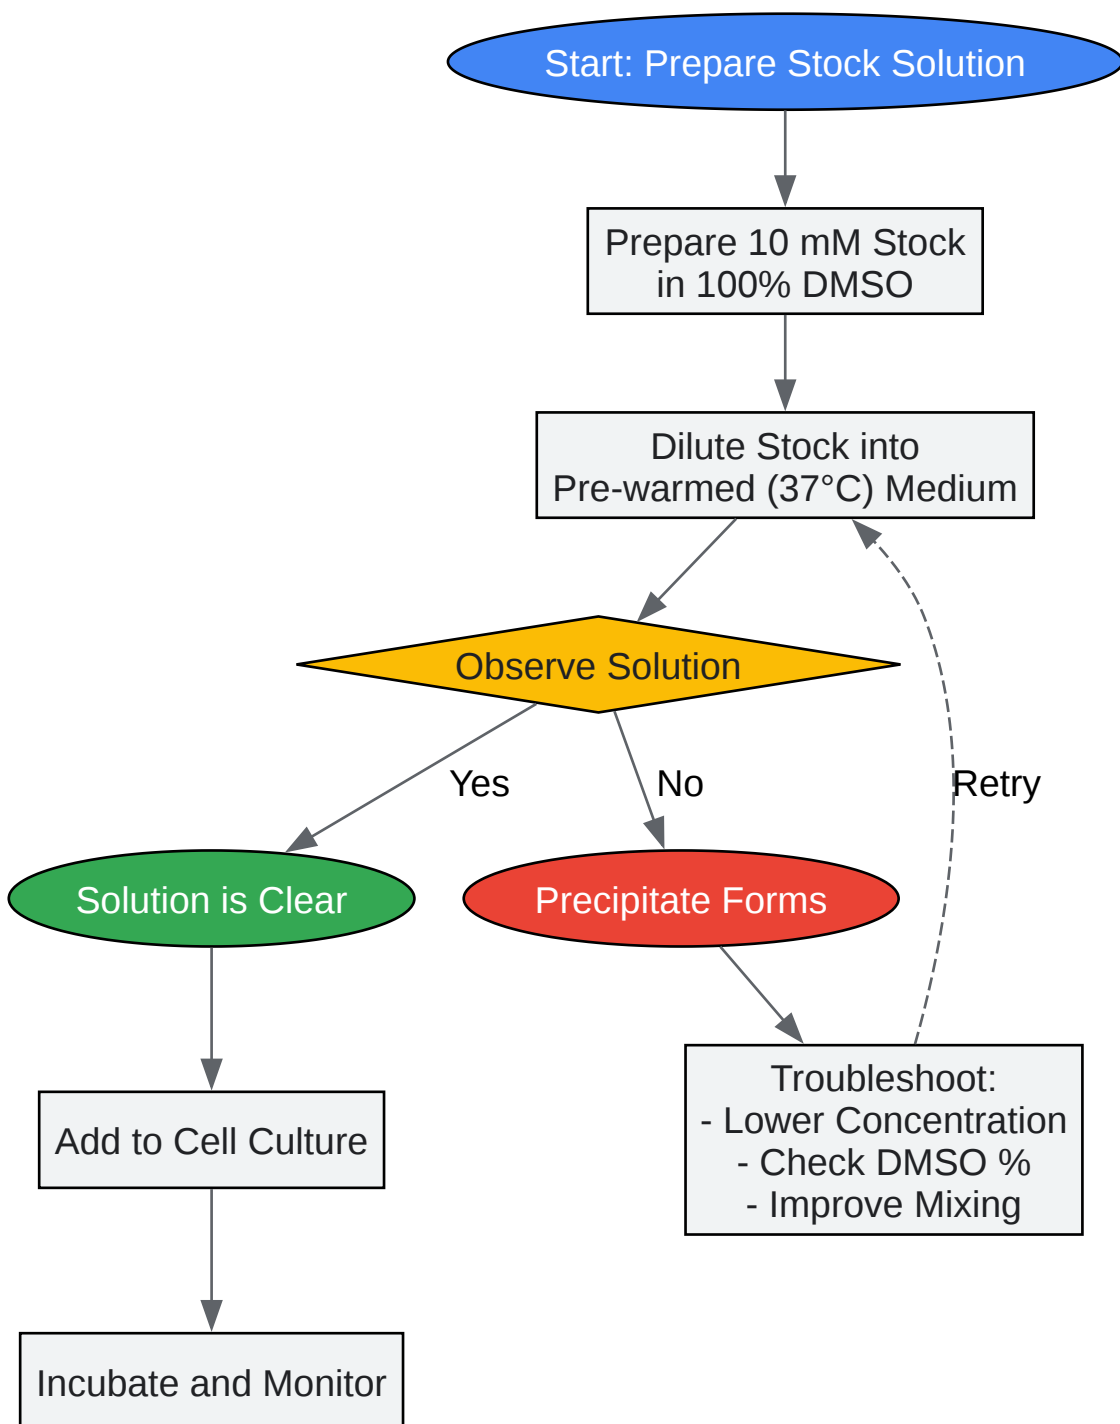 Start: Prepare Stock Solution
Prepare 10 mM Stock
in 100% DMSO
Dilute Stock into
Pre-warmed (37°C) Medium
Observe Solution
Yes
No
Retry
Solution is Clear
Precipitate Forms
Troubleshoot:
- Lower Concentration
- Check DMSO %
- Improve Mixing
Add to Cell Culture
Incubate and Monitor